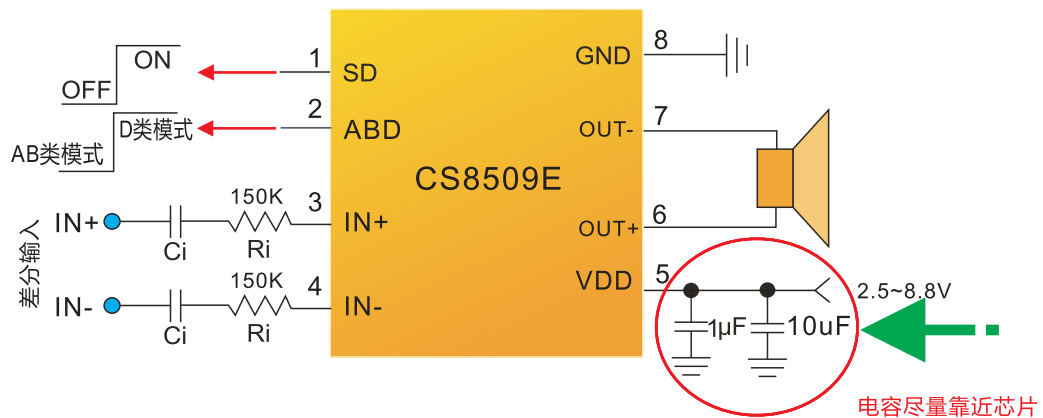 ON
OFF
D类模式
AB类模式
1
SD
2
ABD
CS8509E
差分输入
IN+
Ci
150K
Ri
3
IN+
IN-
Ci
150K
Ri
4
IN-
GND
8
OUT-
7
OUT+
6
VDD
5
2.5~8.8V
1μF
10uF
电容尽量靠近芯片